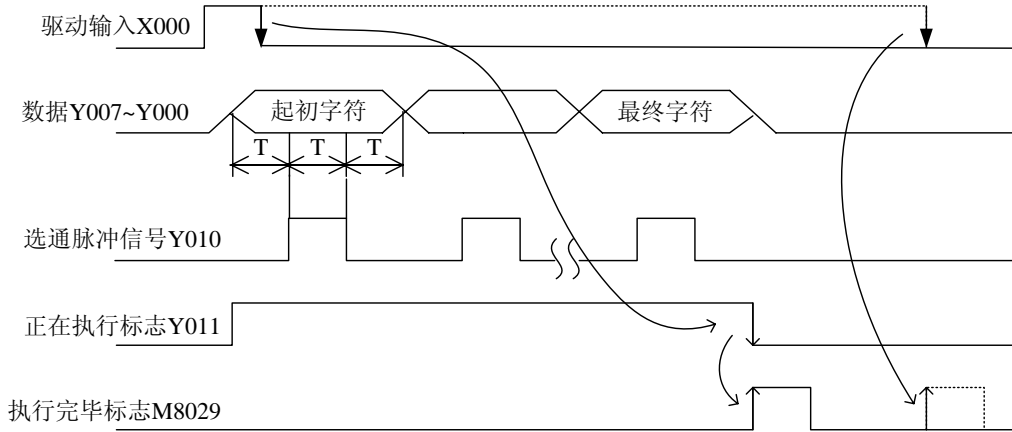 驱动输入X000
数据Y007~Y000
起初字符
最终字符
T T T
选通脉冲信号Y010
正在执行标志Y011
执行完毕标志M8029